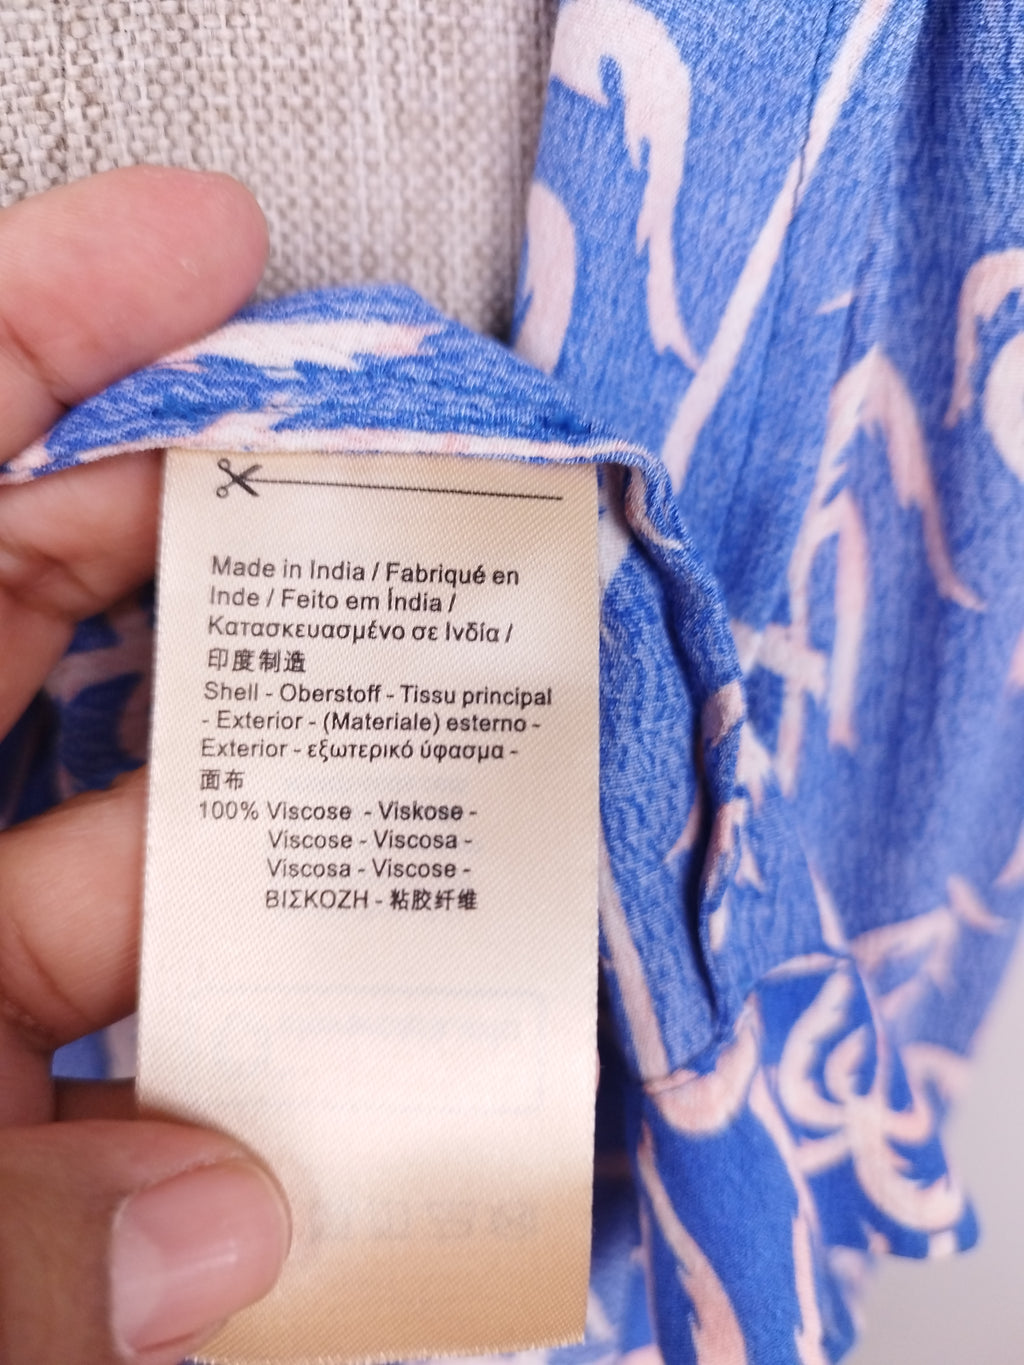 Made in India / Fabriqué en
Inde / Feito em Índia /
Κατασκευασμένο σε Ινδία /
印度制造
Shell - Oberstoff - Tissu principal
- Exterior - (Materiale) esterno -
Exterior - εξωτερικό ύφασμα -
面布
100% Viscose - Viskose -
Viscose - Viscosa -
Viscosa - Viscose -
ΒΙΣΚΟΖΗ - 粘胶纤维